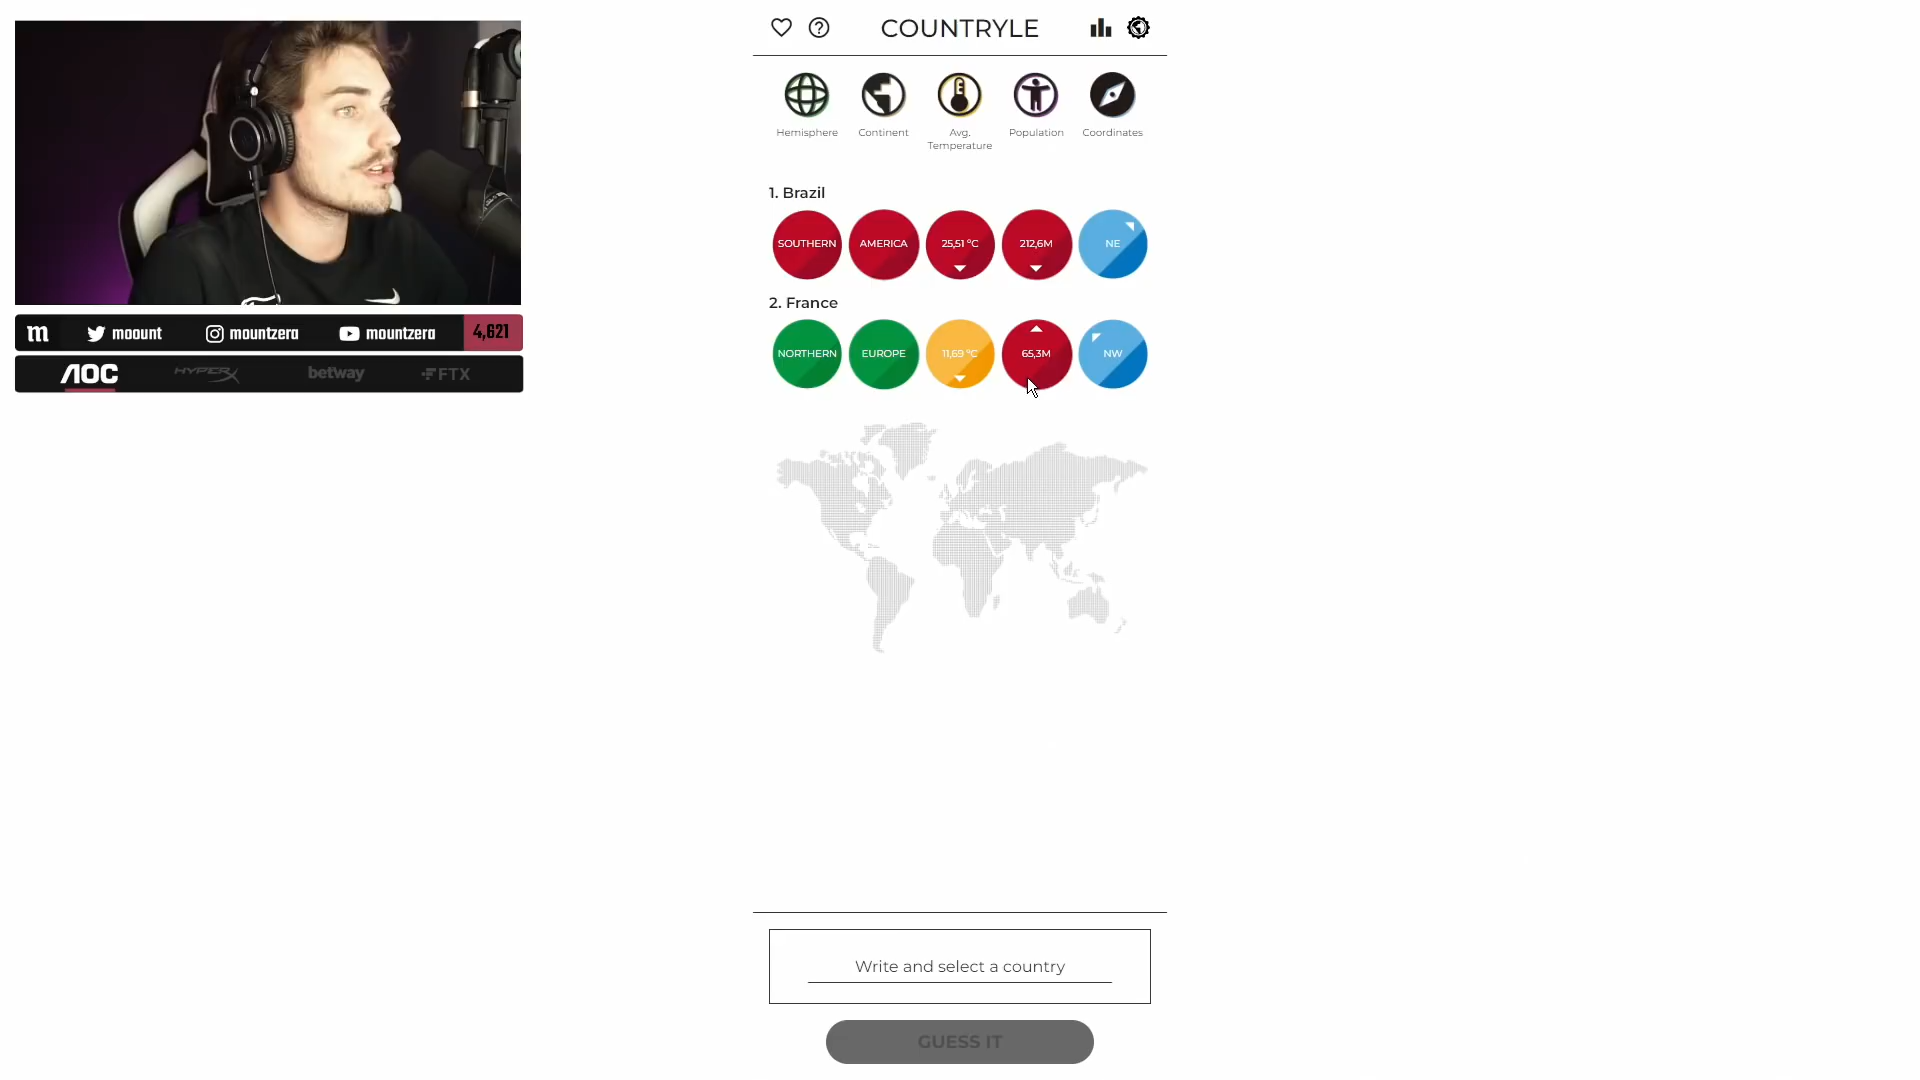 COUNTRYLE
Hemisphere
Continent
Avg.
Temperature
Population
Coordinates
1. Brazil
SOUTHERN
AMERICA
25,51 °C
212,6M
NE
2. France
NORTHERN
EUROPE
11,69 °C
65,3M
NW
m moount mountzera mountzera 4,621
AOC HYPERX betway FTX
Write and select a country
GUESS IT